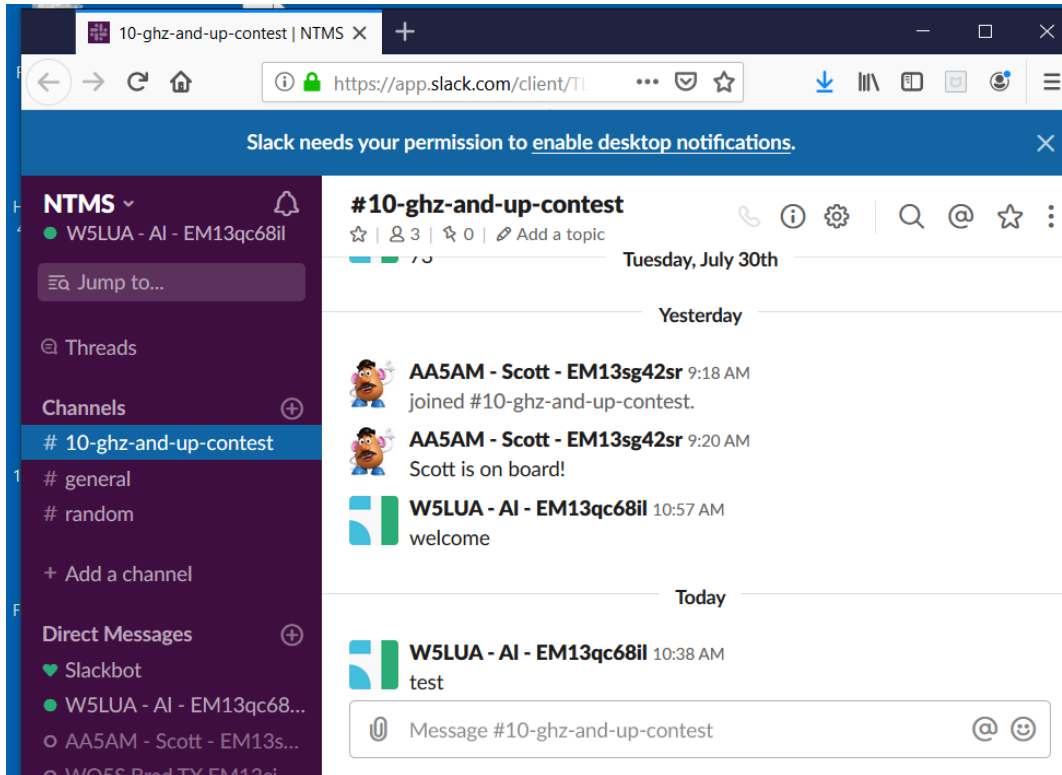 10-ghz-and-up-contest | NTMS
https://app.slack.com/client/TL
Slack needs your permission to enable desktop notifications.
NTMS
W5LUA - Al - EM13qc68il
Jump to...
Threads
Channels
# 10-ghz-and-up-contest
# general
# random
+ Add a channel
Direct Messages
Slackbot
W5LUA - Al - EM13qc68...
AA5AM - Scott - EM13s...
#10-ghz-and-up-contest
3 | 0 | Add a topic
73
Tuesday, July 30th
Yesterday
AA5AM - Scott - EM13sg42sr 9:18 AM
joined #10-ghz-and-up-contest.
AA5AM - Scott - EM13sg42sr 9:20 AM
Scott is on board!
W5LUA - Al - EM13qc68il 10:57 AM
welcome
Today
W5LUA - Al - EM13qc68il 10:38 AM
test
Message #10-ghz-and-up-contest